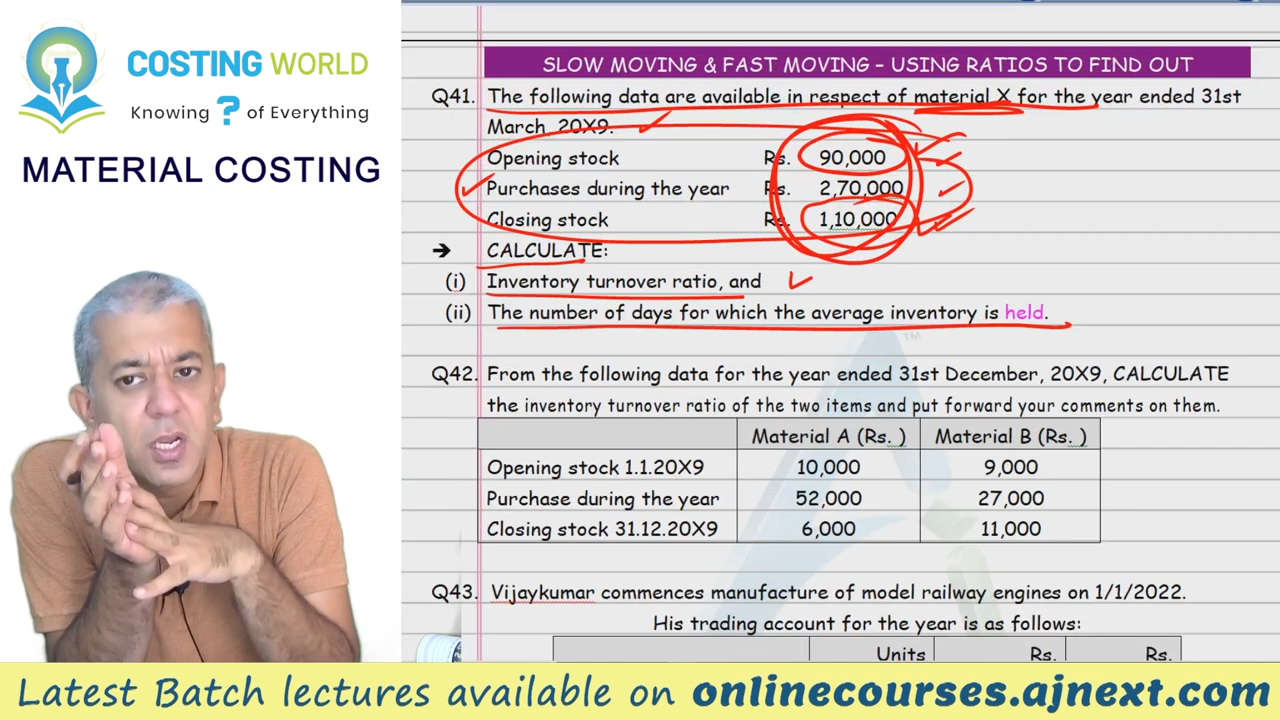 COSTING WORLD
Knowing ? of Everything
MATERIAL COSTING
SLOW MOVING & FAST MOVING – USING RATIOS TO FIND OUT
Q41. The following data are available in respect of material X for the year ended 31st
March, 20X9.
Opening stock Rs. 90,000
Purchases during the year Rs. 2,70,000
Closing stock Rs. 1,10,000
➔ CALCULATE:
(i) Inventory turnover ratio, and
(ii) The number of days for which the average inventory is held.
TM
Q42. From the following data for the year ended 31st December, 20X9, CALCULATE
the inventory turnover ratio of the two items and put forward your comments on them.
Material A (Rs. ) Material B (Rs. )
Opening stock 1.1.20X9 10,000 9,000
Purchase during the year 52,000 27,000
Closing stock 31.12.20X9 6,000 11,000
Q43. Vijaykumar commences manufacture of model railway engines on 1/1/2022.
His trading account for the year is as follows:
Units Rs. Rs.
Latest Batch lectures available on onlinecourses.ajnext.com